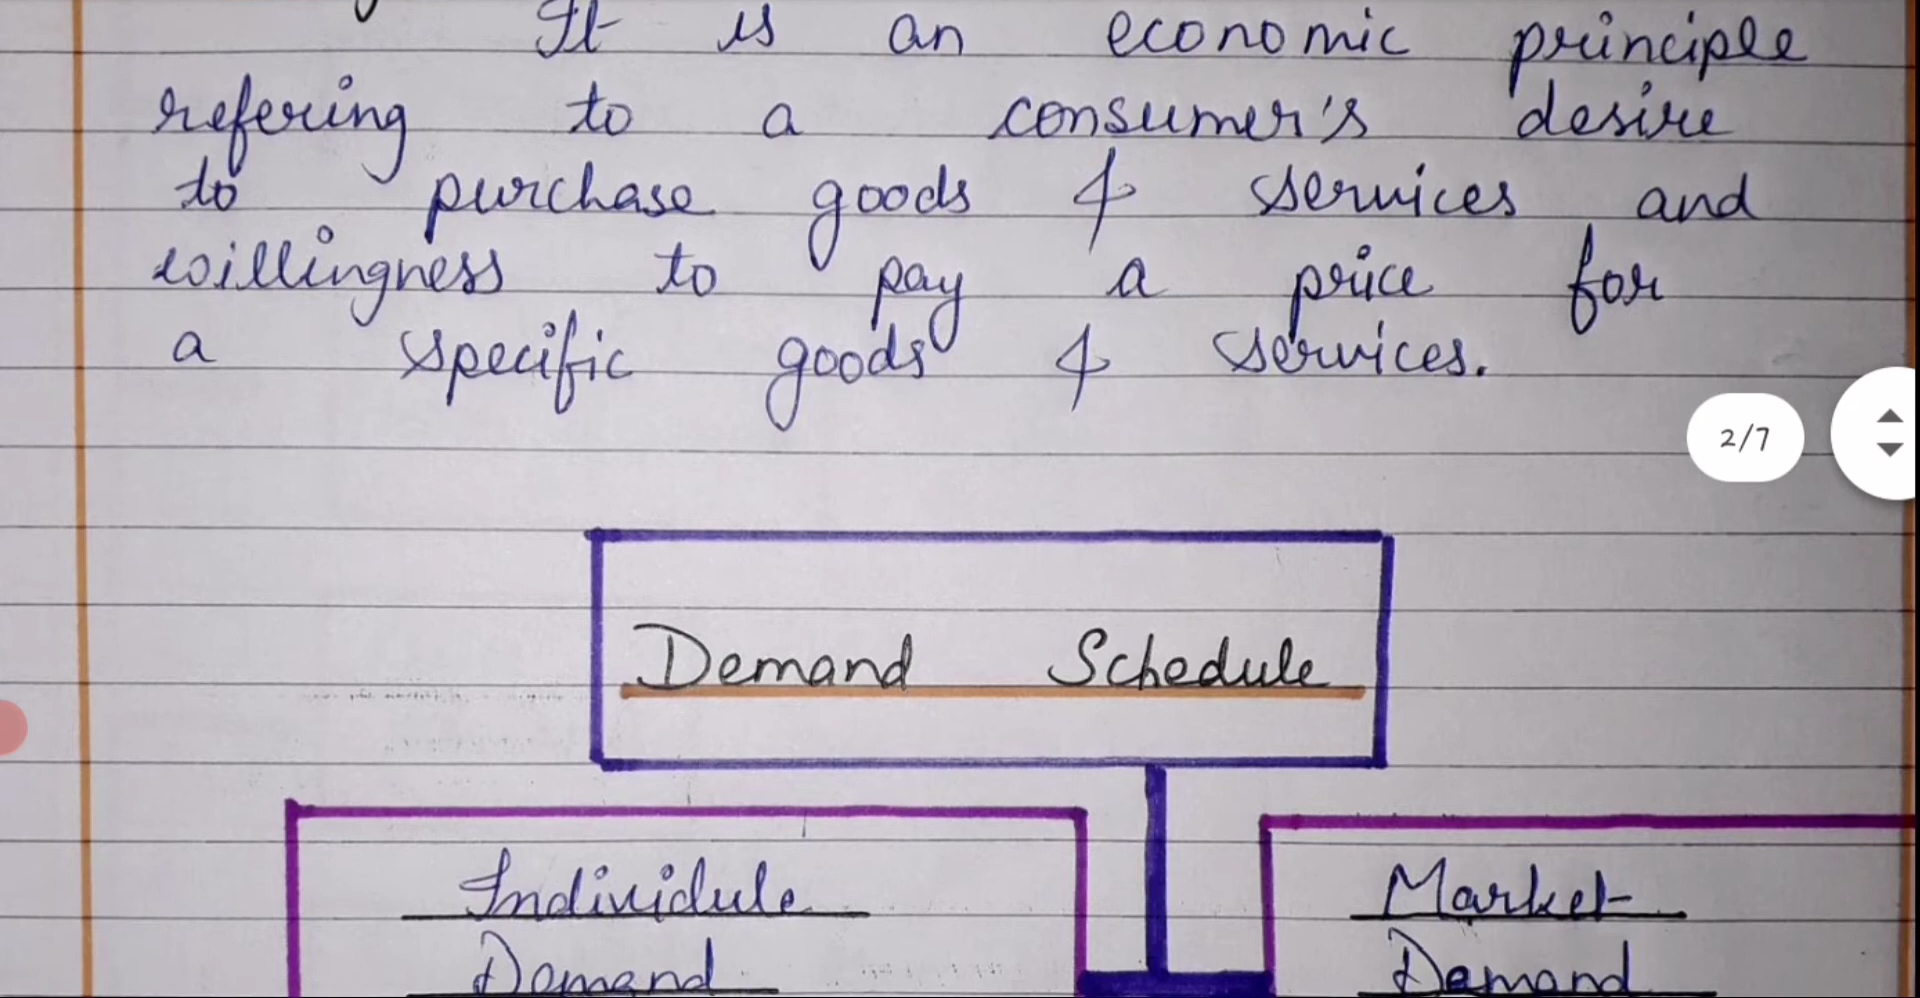 It is an economic principle
refering to a consumer's desire
to purchase goods & services and
willingness to pay a price for
a specific goods & services.
2/7
Demand Schedule
Individule Market
Demand Demand